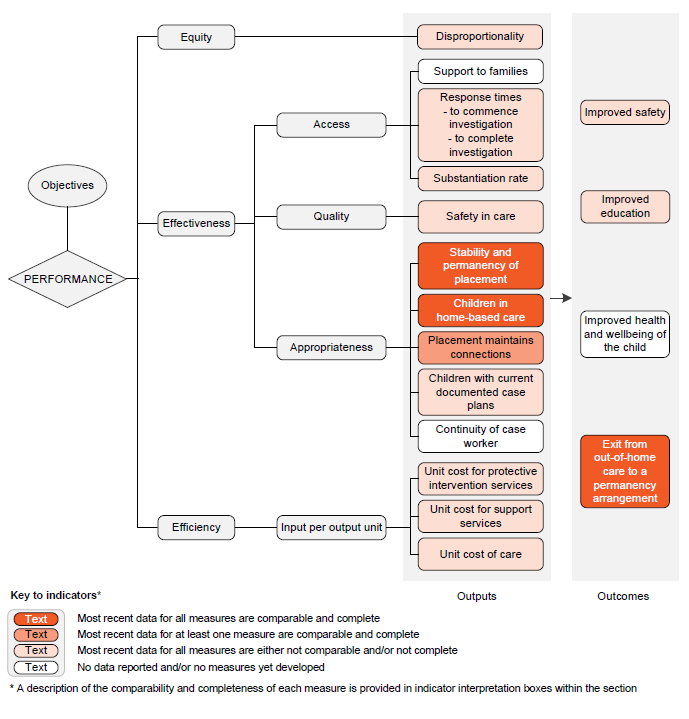 Equity
Disproportionality
Support to families
Access
Response times
- to commence
investigation
- to complete
investigation
Substantiation rate
Improved safety
Objectives
PERFORMANCE
Effectiveness
Quality
Safety in care
Improved
education
Stability and
permanency of
placement
Children in
home-based care
Appropriateness
Placement maintains
connections
Children with current
documented case
plans
Continuity of case
worker
Improved health
and wellbeing of
the child
Exit from
out-of-home
care to a
permanency
arrangement
Efficiency
Input per output unit
Unit cost for protective
intervention services
Unit cost for support
services
Unit cost of care
Outputs
Outcomes
Key to indicators*
Text Most recent data for all measures are comparable and complete
Text Most recent data for at least one measure are comparable and complete
Text Most recent data for all measures are either not comparable and/or not complete
Text No data reported and/or no measures yet developed
* A description of the comparability and completeness of each measure is provided in indicator interpretation boxes within the section